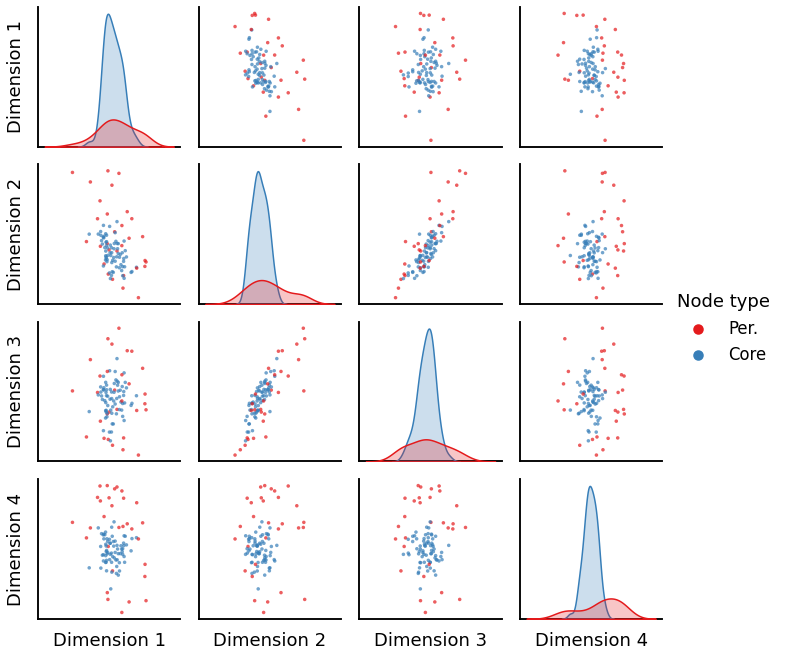 Dimension 1
Dimension 2
Dimension 3
Dimension 4
Dimension 1
Dimension 2
Dimension 3
Dimension 4
Node type
Per.
Core